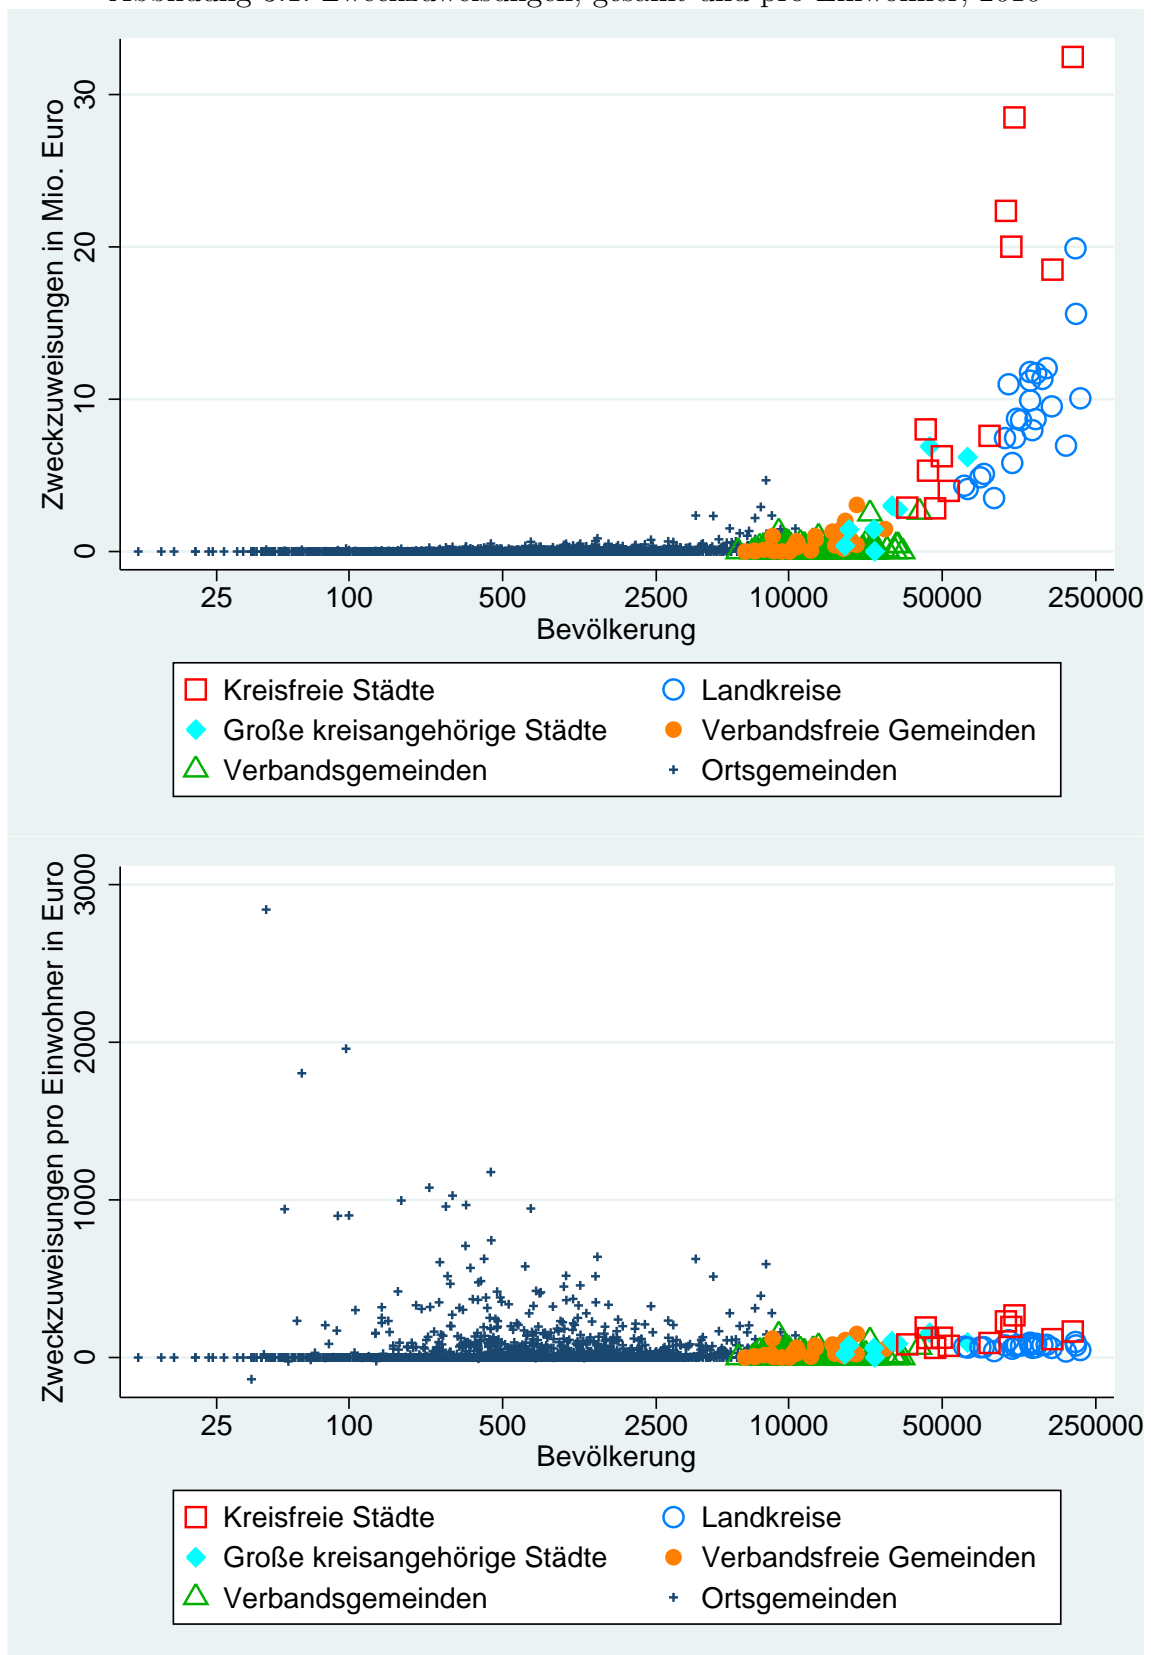 Zweckzuweisungen in Mio. Euro
30
20
10
0
25 100 500 2500 10000 50000 250000
Bevölkerung
Kreisfreie Städte Landkreise
Große kreisangehörige Städte Verbandsfreie Gemeinden
Verbandsgemeinden Ortsgemeinden
Zweckzuweisungen pro Einwohner in Euro
3000
2000
1000
0
25 100 500 2500 10000 50000 250000
Bevölkerung
Kreisfreie Städte Landkreise
Große kreisangehörige Städte Verbandsfreie Gemeinden
Verbandsgemeinden Ortsgemeinden